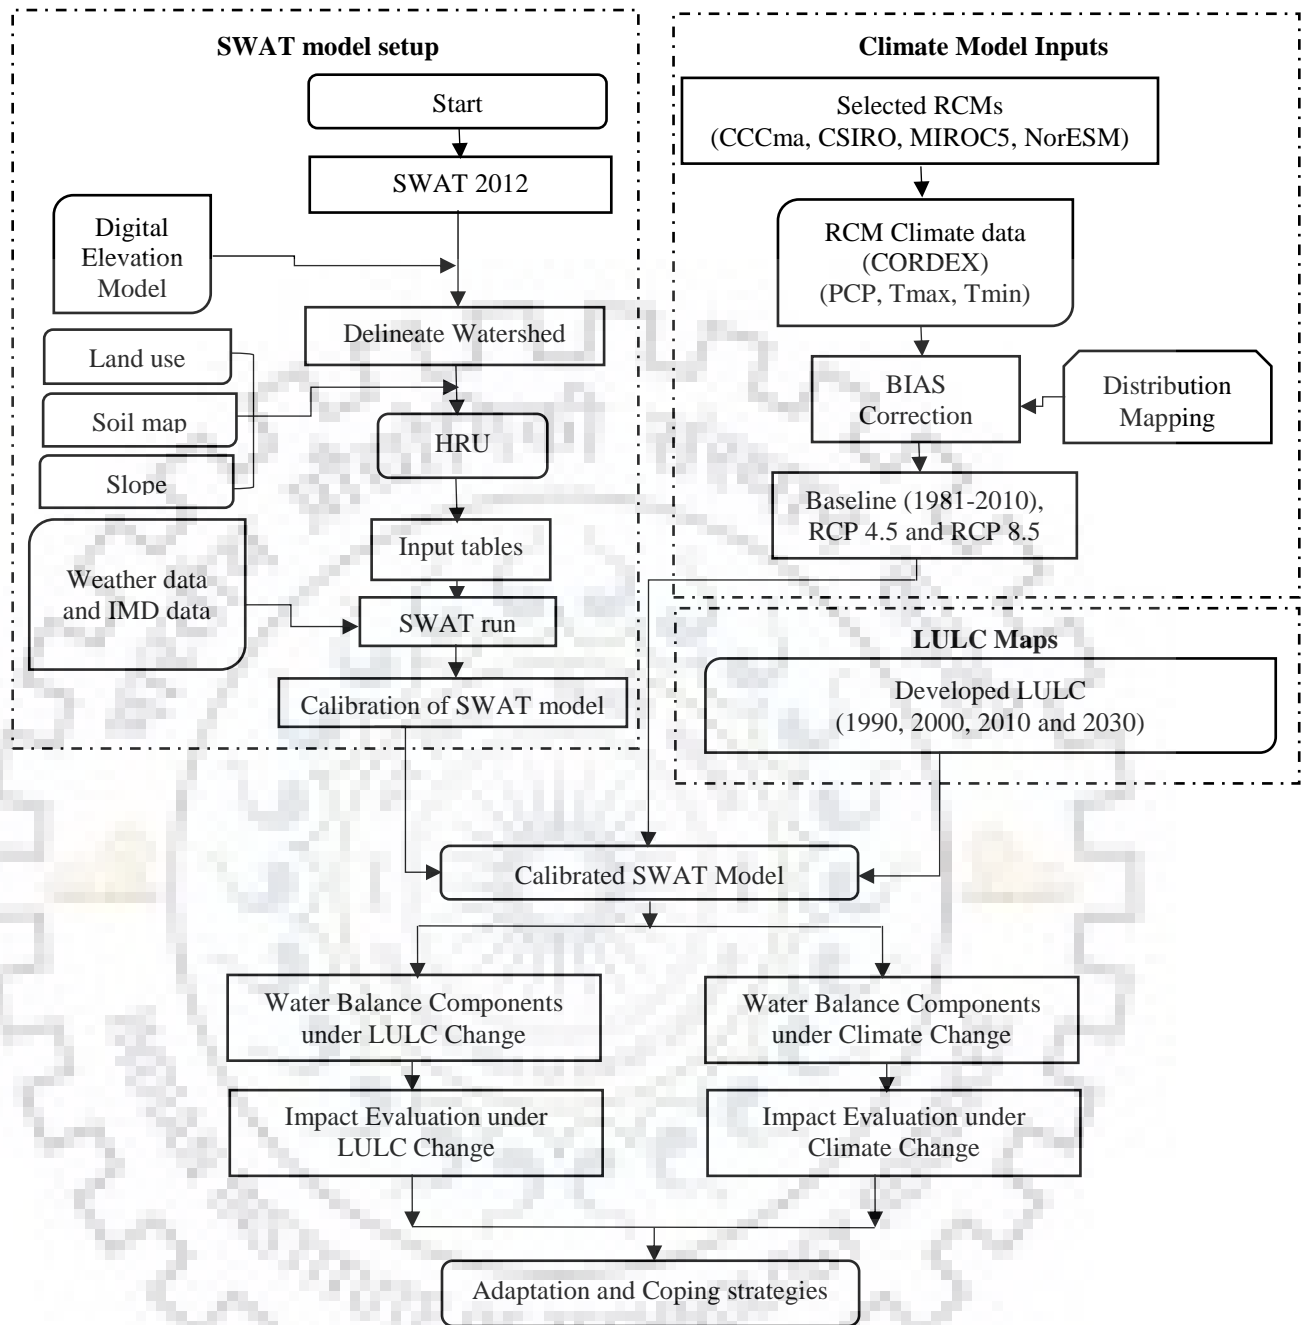 SWAT model setup
Start
SWAT 2012
Digital
Elevation
Model
Delineate Watershed
Land use
Soil map
Slope
HRU
Input tables
Weather data
and IMD data
SWAT run
Calibration of SWAT model
Climate Model Inputs
Selected RCMs
(CCCma, CSIRO, MIROC5, NorESM)
RCM Climate data
(CORDEX)
(PCP, Tmax, Tmin)
BIAS
Correction
Distribution
Mapping
Baseline (1981-2010),
RCP 4.5 and RCP 8.5
LULC Maps
Developed LULC
(1990, 2000, 2010 and 2030)
Calibrated SWAT Model
Water Balance Components
under LULC Change
Water Balance Components
under Climate Change
Impact Evaluation under
LULC Change
Impact Evaluation under
Climate Change
Adaptation and Coping strategies